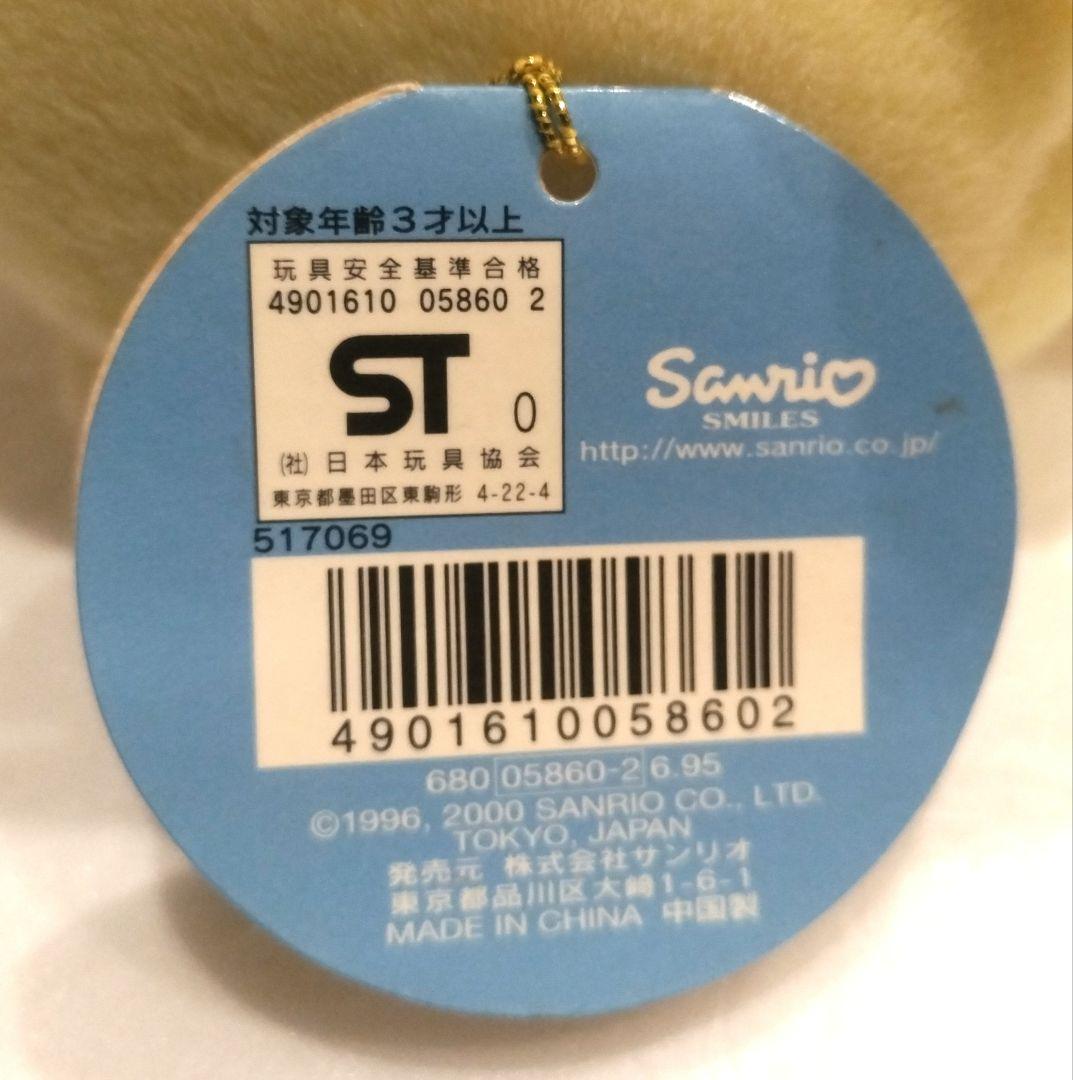 対象年齢3才以上
玩具安全基準合格
4901610 05860 2
ST 0
(社)日本玩具協会
東京都墨田区東駒形 4-22-4
517069
Sanrio
SMILES
http://www.sanrio.co.jp/
4901610058602
680 05860-2 6.95
©1996, 2000 SANRIO CO., LTD.
TOKYO, JAPAN
発売元 株式会社サンリオ
東京都品川区大崎1-6-1
MADE IN CHINA 中国製